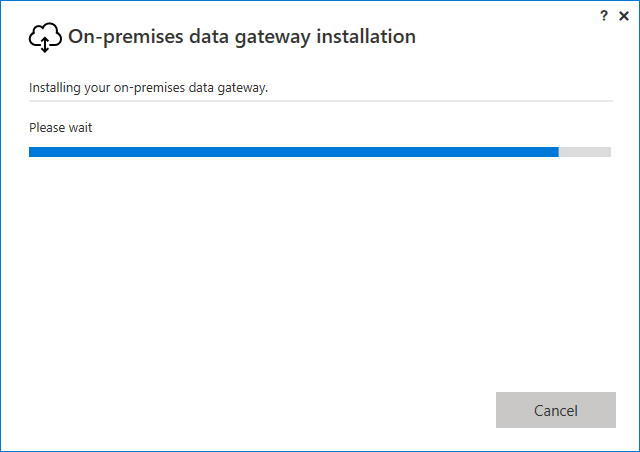 ?
On-premises data gateway installation
Installing your on-premises data gateway.
Please wait
Cancel